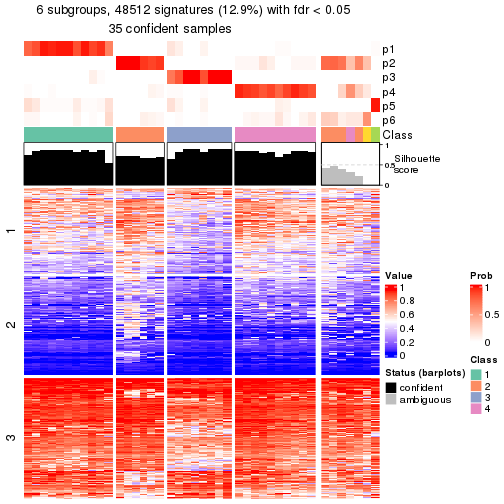 6 subgroups, 48512 signatures (12.9%) with fdr < 0.05
35 confident samples
p1
p2
p3
p4
p5
p6
Class
1
0.5
0
Silhouette
score
1
2
3
Value
1
0.8
0.6
0.4
0.2
0
Status (barplots)
confident
ambiguous
Prob
1
0.5
0
Class
1
2
3
4